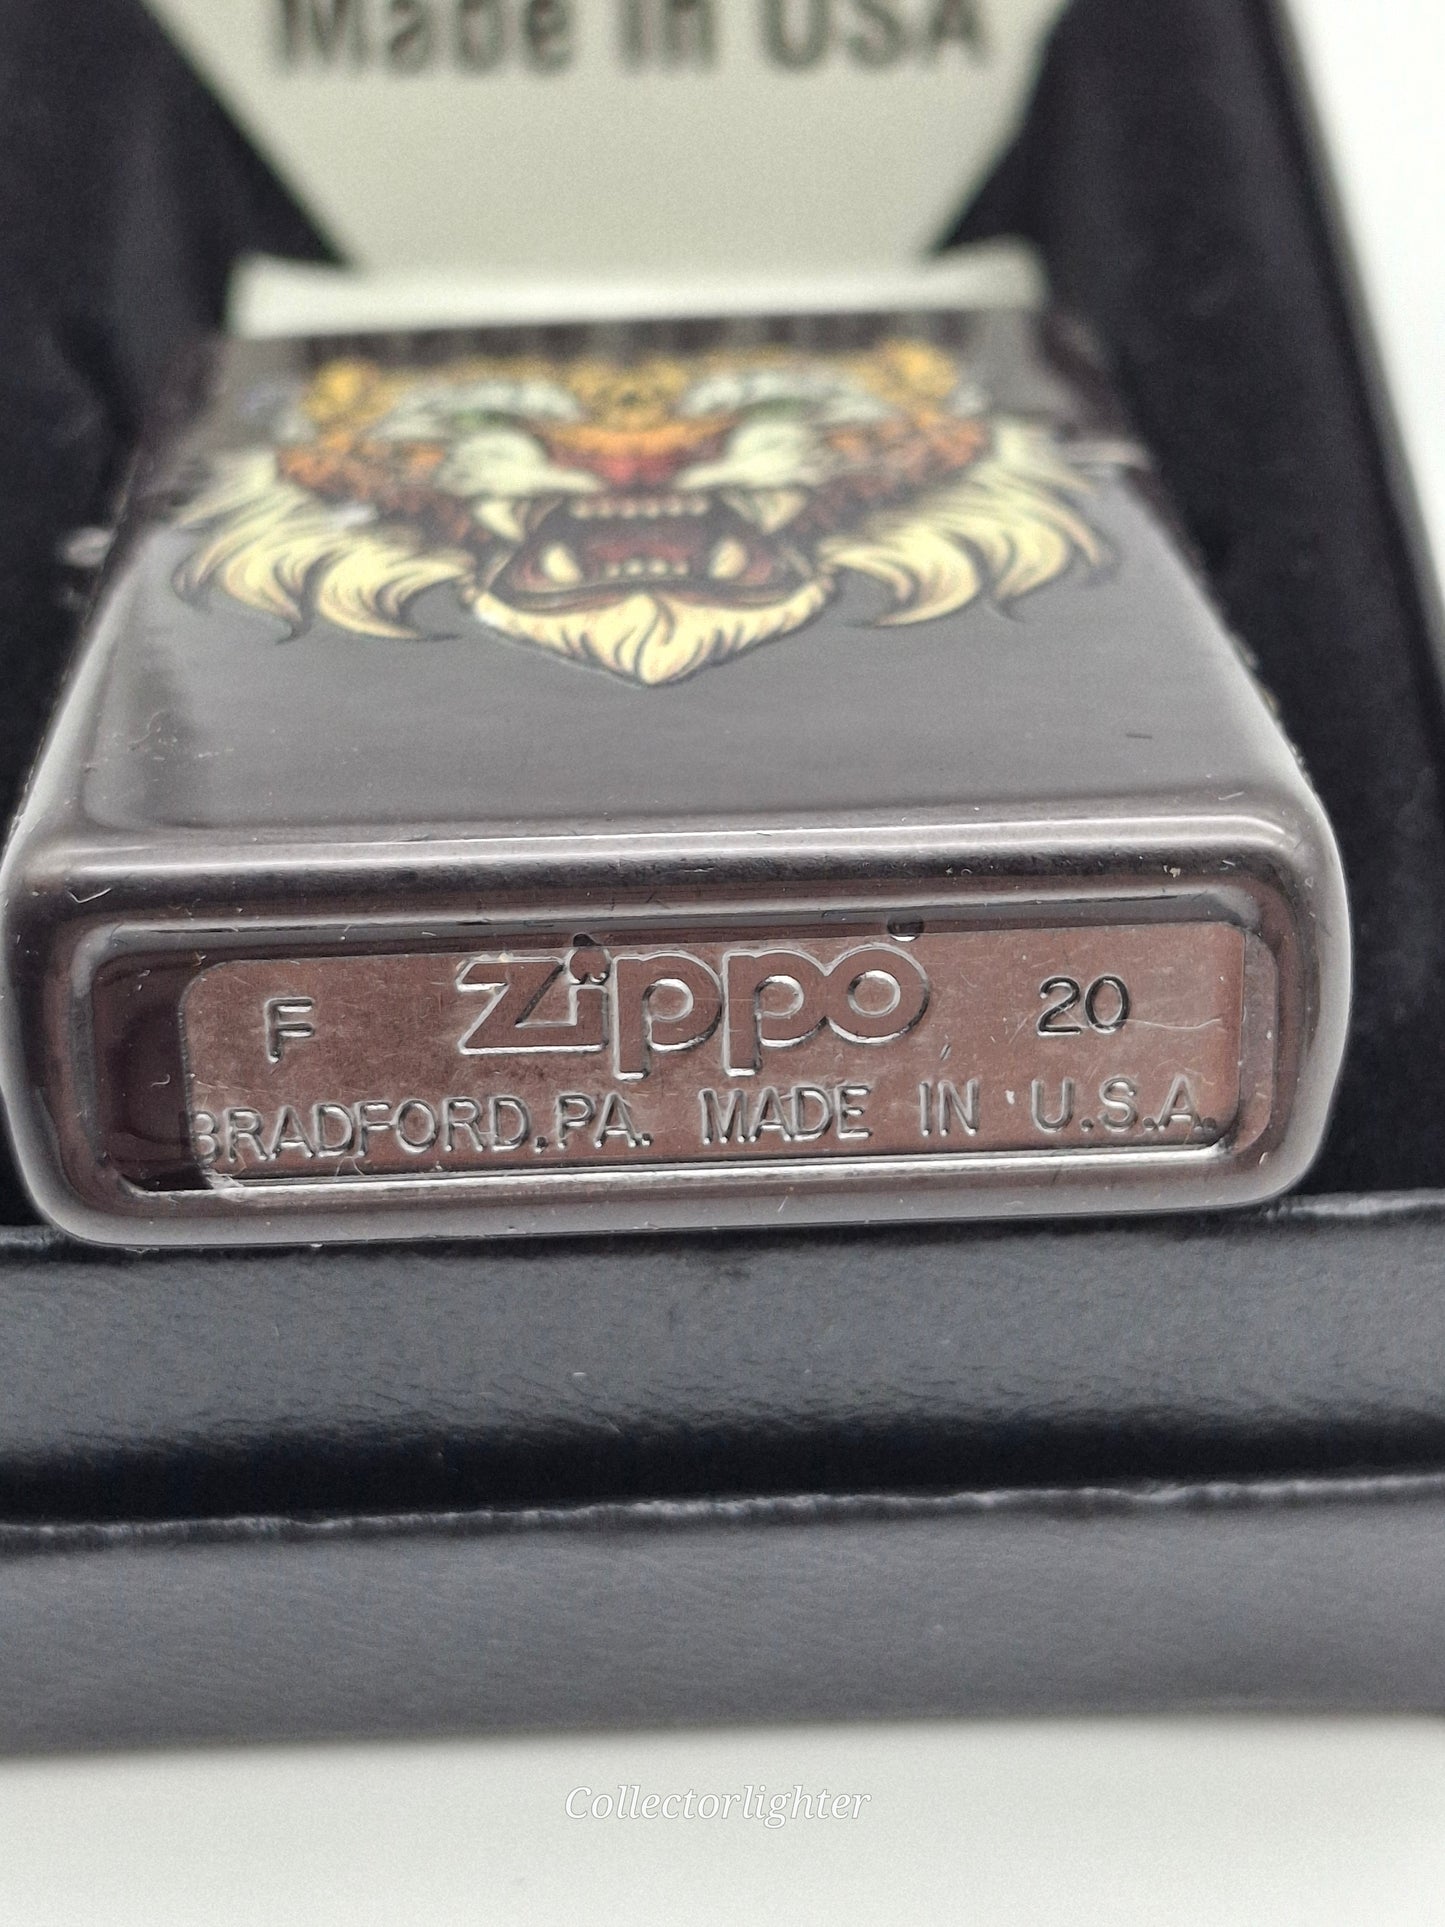 Made in USA
F zippo 20
BRADFORD, PA. MADE IN U.S.A.
Collectorlighter